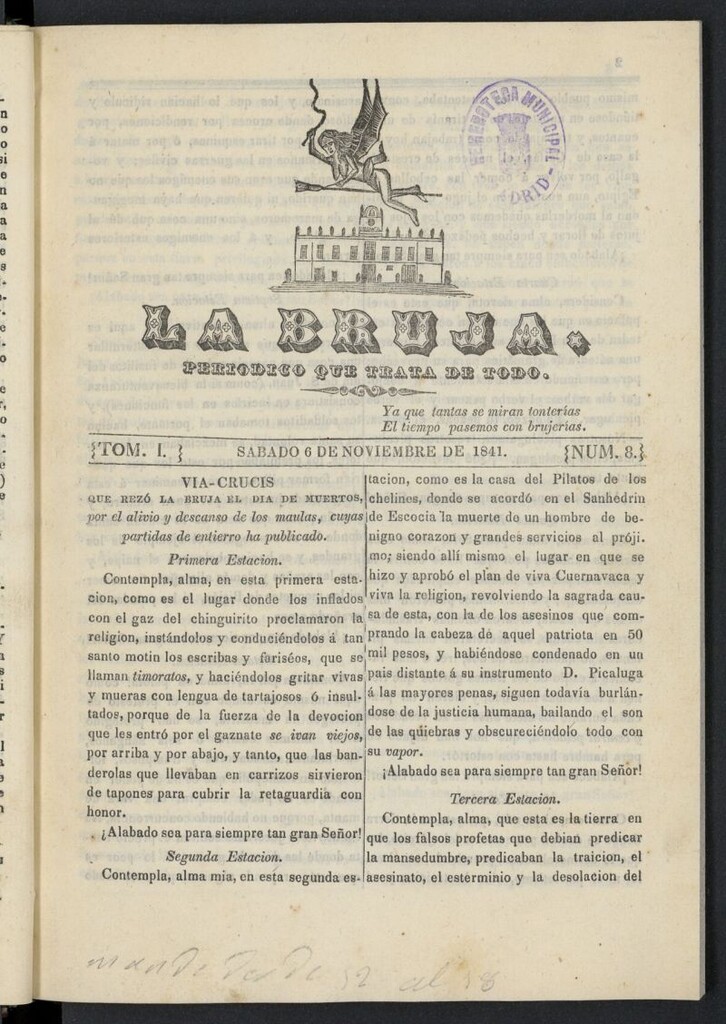 HEMEROTECA MUNICIPAL
MADRID
LA BRUJA.
PERIODICO QUE TRATA DE TODO.
Ya que tantas se miran tonterias
El tiempo pasemos con brujerias.
{TOM. I. }
SABADO 6 DE NOVIEMBRE DE 1841.
{NUM. 8.}
VIA-CRUCIS
QUE REZÓ LA BRUJA EL DIA DE MUERTOS,
por el alivio y descanso de los maulas, cuyas
partidas de entierro ha publicado.
Primera Estacion.
Contempla, alma, en esta primera esta-
cion, como es el lugar donde los inflados
con el gaz del chinguirito proclamaron la
religion, instándolos y conduciéndolos á tan
santo motin los escribas y fariséos, que se
llaman timoratos, y haciéndolos gritar vivas
y mueras con lengua de tartajosos ó insul-
tados, porque de la fuerza de la devocion
que les entró por el gaznate se ivan viejos,
por arriba y por abajo, y tanto, que las ban-
derolas que llevaban en carrizos sirvieron
de tapones para cubrir la retaguardia con
honor.
¡Alabado sea para siempre tan gran Señor!
Segunda Estacion.
Contempla, alma mia, en esta segunda es-
tacion, como es la casa del Pilatos de los
chelines, donde se acordó en el Sanhédrin
de Escocia la muerte de un hombre de be-
nigno corazon y grandes servicios al próji-
mo; siendo allí mismo el lugar en que se
hizo y aprobó el plan de viva Cuernavaca y
viva la religion, revolviendo la sagrada cau-
sa de esta, con la de los asesinos que com-
prando la cabeza de aquel patriota en 50
mil pesos, y habiéndose condenado en un
pais distante á su instrumento D. Picaluga
á las mayores penas, siguen todavía burlán-
dose de la justicia humana, bailando el son
de las quiebras y obscureciéndolo todo con
su vapor.
¡Alabado sea para siempre tan gran Señor!
Tercera Estacion.
Contempla, alma, que esta es la tierra en
que los falsos profetas que debian predicar
la mansedumbre, predicaban la traicion, el
asesinato, el esterminio y la desolacion del